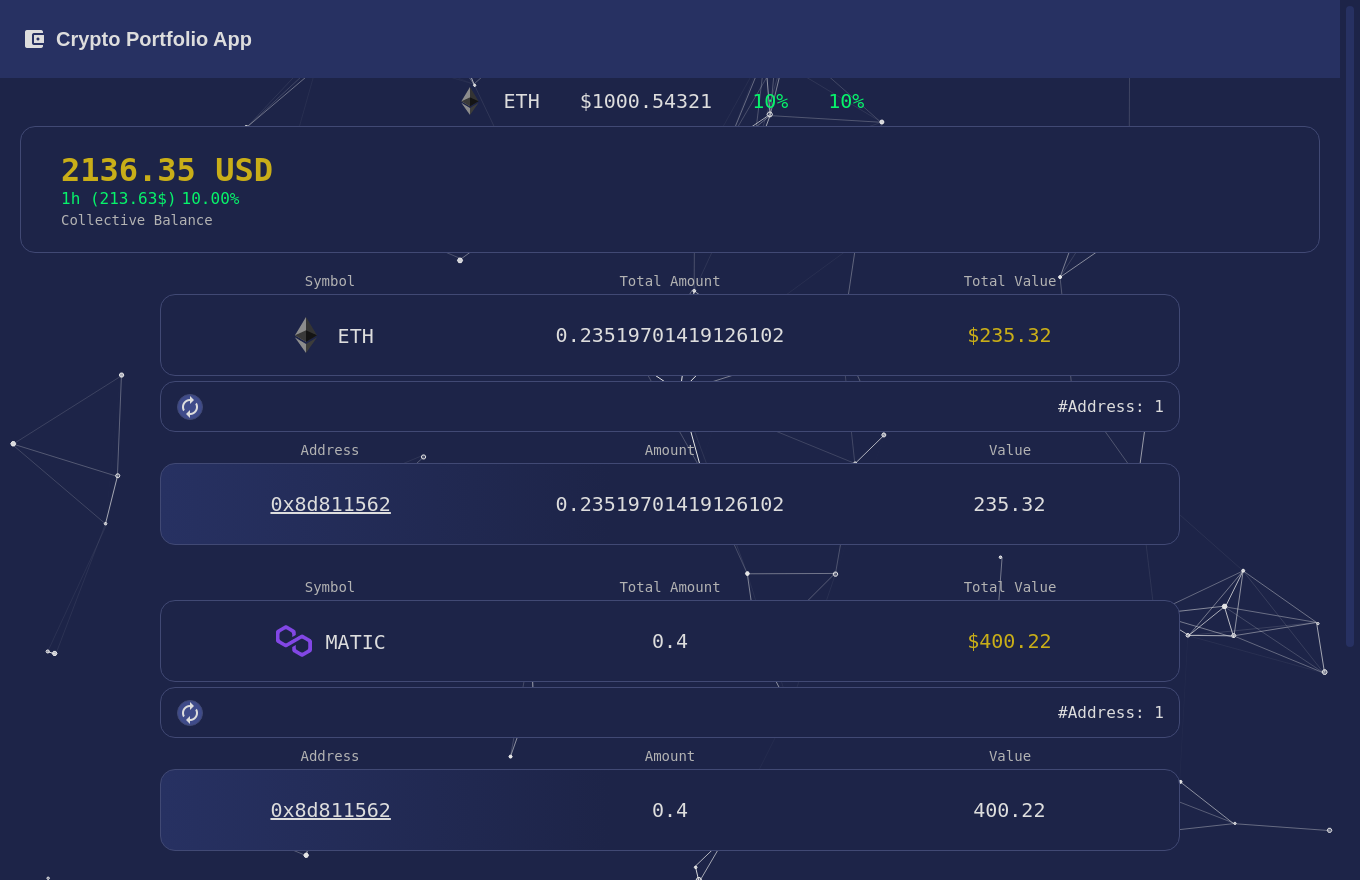 Crypto Portfolio App
ETH $1000.54321 10% 10%
2136.35 USD
1h (213.63$) 10.00%
Collective Balance
Symbol Total Amount Total Value
ETH 0.23519701419126102 $235.32
#Address: 1
Address Amount Value
0x8d811562 0.23519701419126102 235.32
Symbol Total Amount Total Value
MATIC 0.4 $400.22
#Address: 1
Address Amount Value
0x8d811562 0.4 400.22